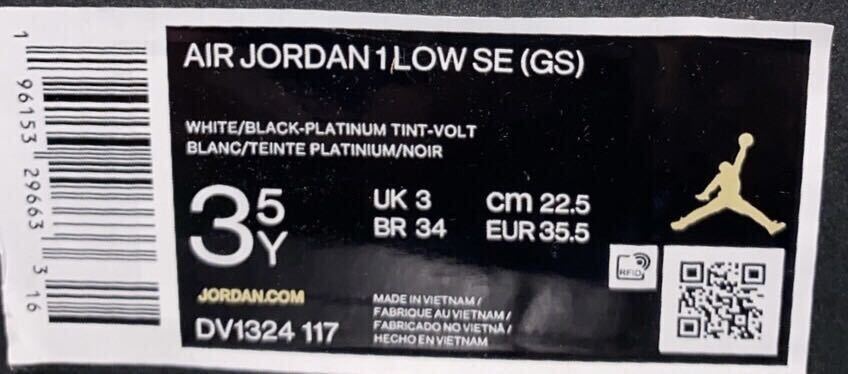 AIR JORDAN 1 LOW SE (GS)
WHITE/BLACK-PLATINUM TINT-VOLT
BLANC/TEINTE PLATINIUM/NOIR
3 5 Y
UK 3 cm 22.5
BR 34 EUR 35.5
RFID
JORDAN.COM
DV1324 117
MADE IN VIETNAM /
FABRIQUE AU VIETNAM /
FABRICADO NO VIETNÃ /
HECHO EN VIETNAM
1 96153 29663 3 16